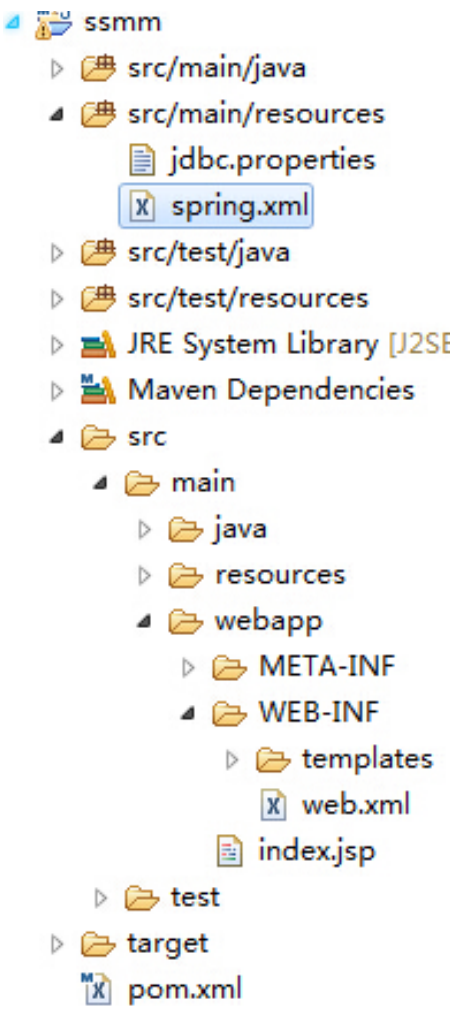 ssmm
src/main/java
src/main/resources
jdbc.properties
spring.xml
src/test/java
src/test/resources
JRE System Library [J2SE
Maven Dependencies
src
main
java
resources
webapp
META-INF
WEB-INF
templates
web.xml
index.jsp
test
target
pom.xml